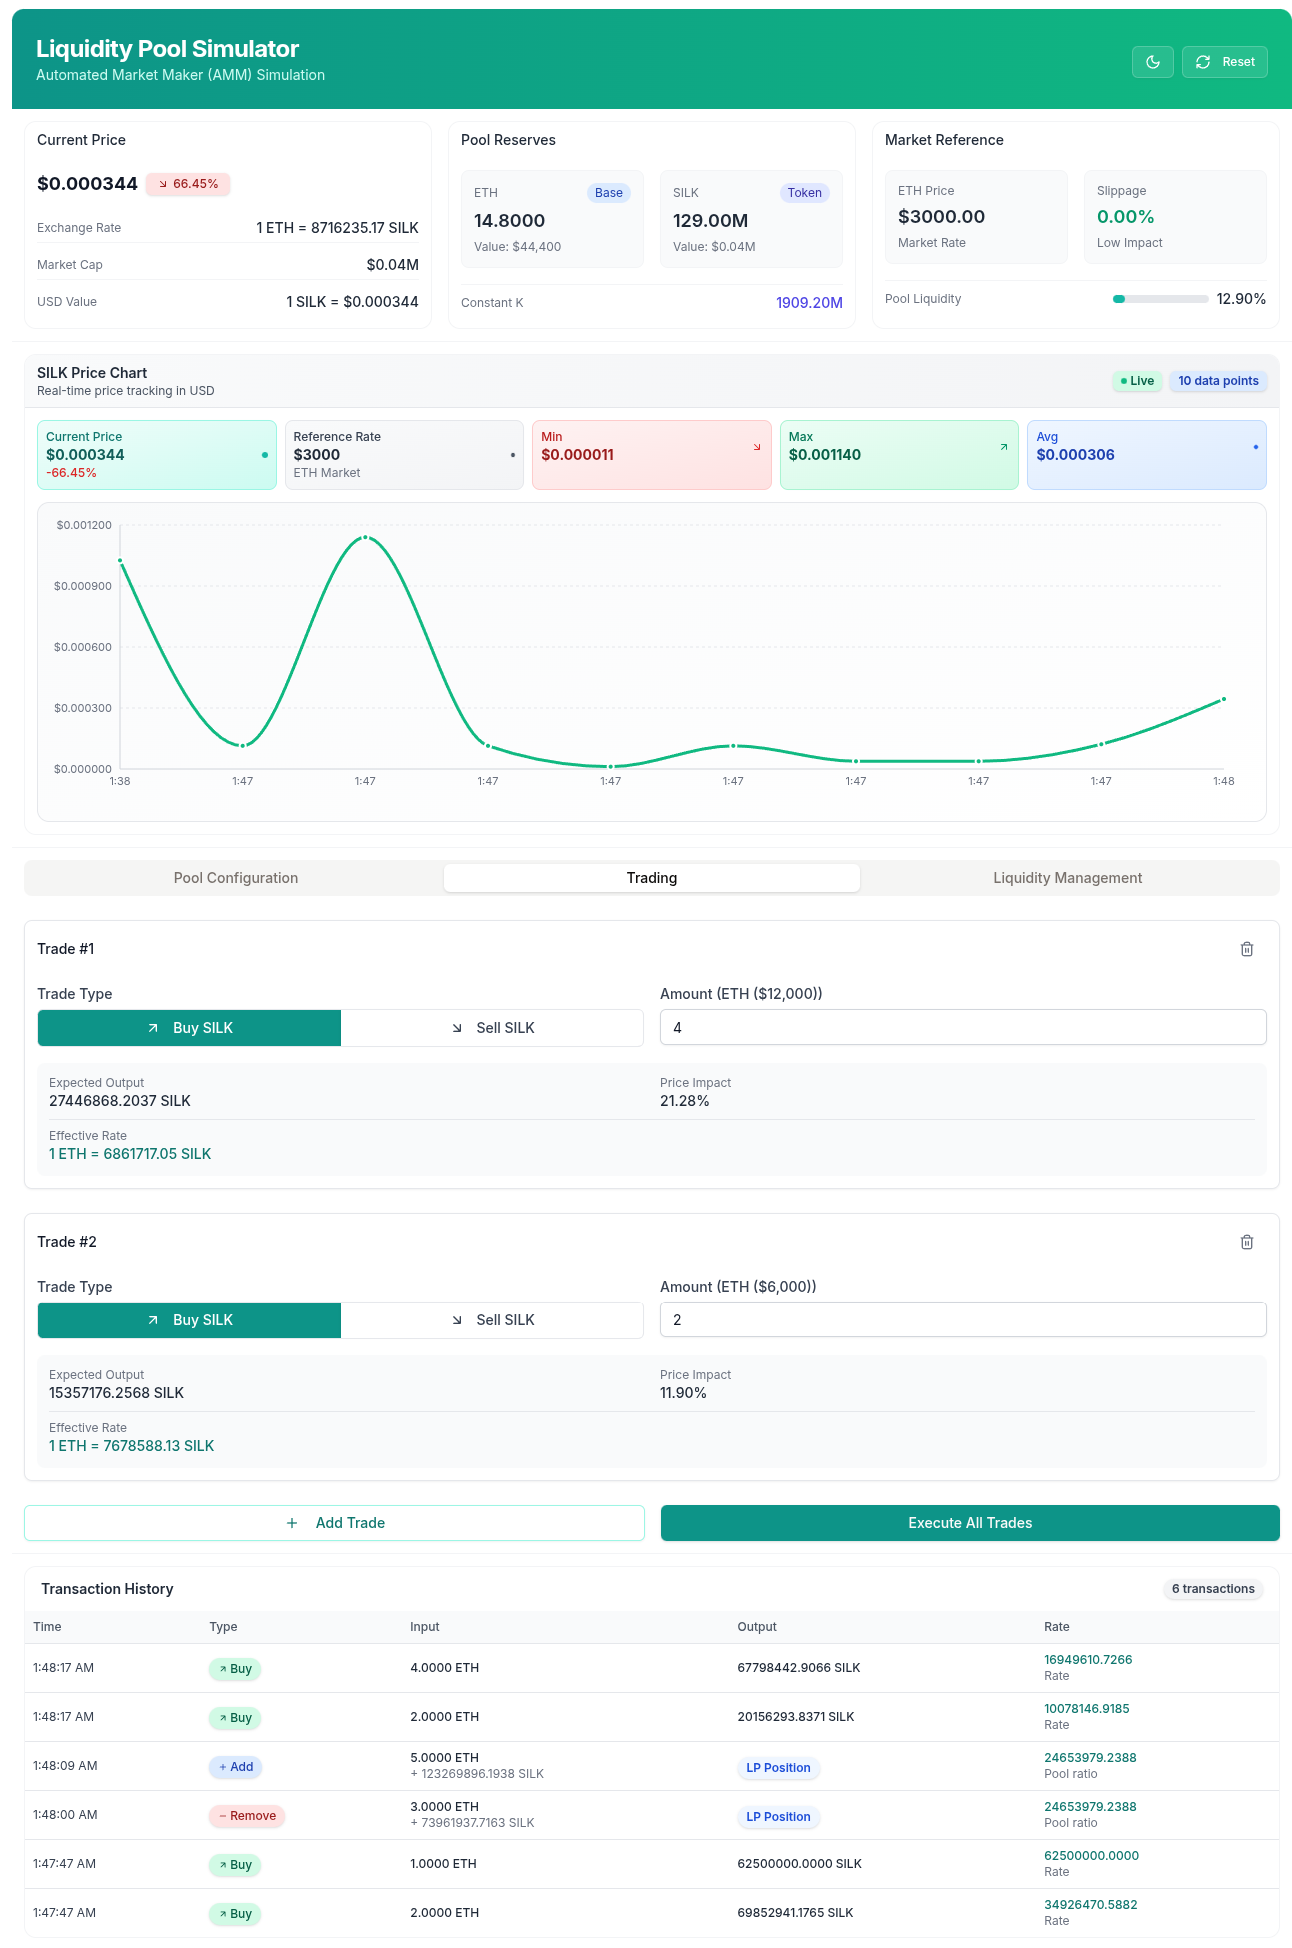 Liquidity Pool Simulator
Automated Market Maker (AMM) Simulation
Reset
Current Price
$0.000344
66.45%
Exchange Rate
1 ETH = 8716235.17 SILK
Market Cap
$0.04M
USD Value
1 SILK = $0.000344
Pool Reserves
ETH
Base
14.8000
Value: $44,400
SILK
Token
129.00M
Value: $0.04M
Constant K
1909.20M
Market Reference
ETH Price
$3000.00
Market Rate
Slippage
0.00%
Low Impact
Pool Liquidity
12.90%
SILK Price Chart
Real-time price tracking in USD
Live
10 data points
Current Price
$0.000344
-66.45%
Reference Rate
$3000
ETH Market
Min
$0.000011
Max
$0.001140
Avg
$0.000306
$0.001200
$0.000900
$0.000600
$0.000300
$0.000000
1:38
1:47
1:47
1:47
1:47
1:47
1:47
1:47
1:47
1:48
Pool Configuration
Trading
Liquidity Management
Trade #1
Trade Type
Buy SILK
Sell SILK
Amount (ETH ($12,000))
4
Expected Output
27446868.2037 SILK
Price Impact
21.28%
Effective Rate
1 ETH = 6861717.05 SILK
Trade #2
Trade Type
Buy SILK
Sell SILK
Amount (ETH ($6,000))
2
Expected Output
15357176.2568 SILK
Price Impact
11.90%
Effective Rate
1 ETH = 7678588.13 SILK
+ Add Trade
Execute All Trades
Transaction History
6 transactions
Time Type Input Output Rate
1:48:17 AM
Buy
4.0000 ETH
67798442.9066 SILK
16949610.7266
Rate
1:48:17 AM
Buy
2.0000 ETH
20156293.8371 SILK
10078146.9185
Rate
1:48:09 AM
+ Add
5.0000 ETH
+ 123269896.1938 SILK
LP Position
24653979.2388
Pool ratio
1:48:00 AM
− Remove
3.0000 ETH
+ 73961937.7163 SILK
LP Position
24653979.2388
Pool ratio
1:47:47 AM
Buy
1.0000 ETH
62500000.0000 SILK
62500000.0000
Rate
1:47:47 AM
Buy
2.0000 ETH
69852941.1765 SILK
34926470.5882
Rate